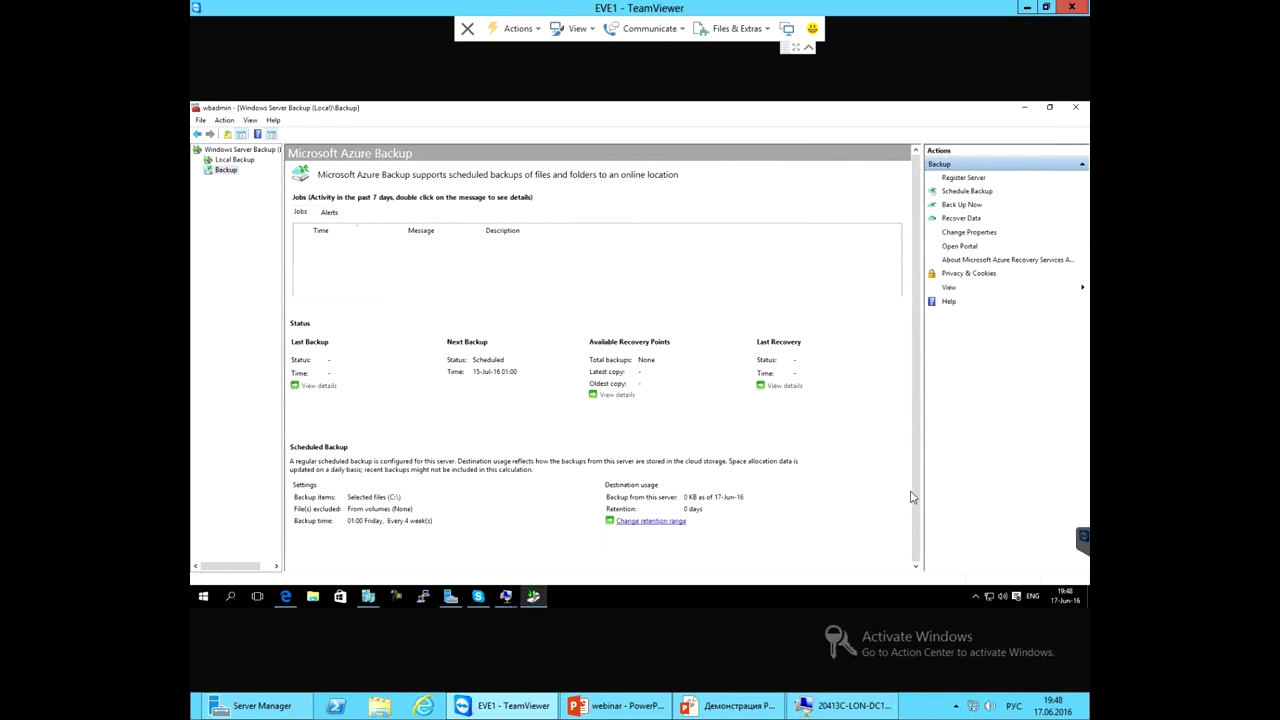 EVE1 - TeamViewer
Actions View Communicate Files & Extras
wbadmin - [Windows Server Backup (Local)\Backup]
File Action View Help
Windows Server Backup (
Local Backup
Backup
Microsoft Azure Backup
Microsoft Azure Backup supports scheduled backups of files and folders to an online location
Jobs (Activity in the past 7 days, double click on the message to see details)
Jobs Alerts
Time Message Description
Status
Last Backup Next Backup Available Recovery Points Last Recovery
Status: - Status: Scheduled Total backups: None Status: -
Time: - Time: 15-Jul-16 01:00 Latest copy: - Time: -
Oldest copy: -
View details View details View details
Scheduled Backup
A regular scheduled backup is configured for this server. Destination usage reflects how the backups from this server are stored in the cloud storage. Space allocation data is
updated on a daily basis; recent backups might not be included in this calculation.
Settings Destination usage
Backup items: Selected files (C:\) Backup from this server: 0 KB as of 17-Jun-16
File(s) excluded: From volumes (None) Retention: 0 days
Backup time: 01:00 Friday, Every 4 week(s) Change retention range
Actions
Backup
Register Server
Schedule Backup
Back Up Now
Recover Data
Change Properties
Open Portal
About Microsoft Azure Recovery Services A...
Privacy & Cookies
View
Help
ENG
19:48
17-Jun-16
Activate Windows
Go to Action Center to activate Windows.
Server Manager
EVE1 - TeamViewer
webinar - PowerP...
Демонстрация P...
20413C-LON-DC1...
РУС
19:48
17.06.2016